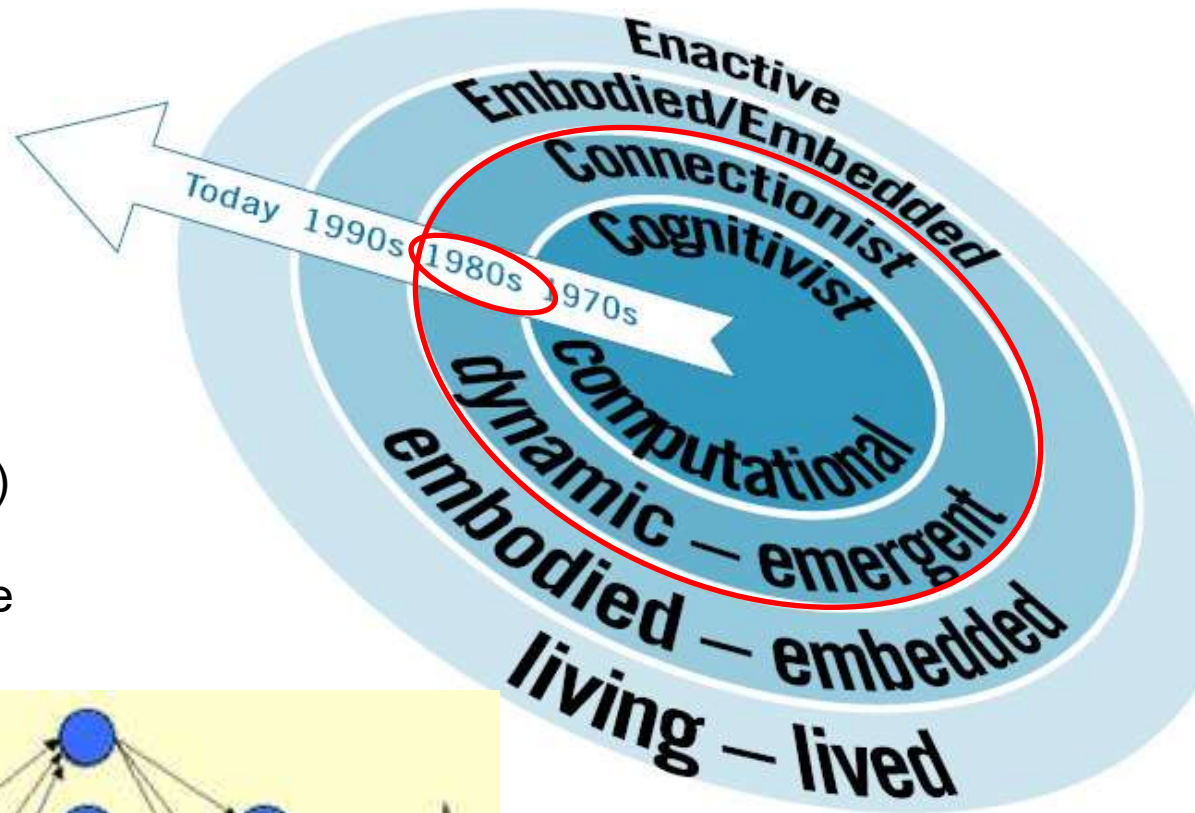 Enactive
Embodied/Embedded
Connectionist
Cognitivist
Today 1990s 1980s 1970s
computational
dynamic – emergent
embodied – embedded
living – lived
)
e